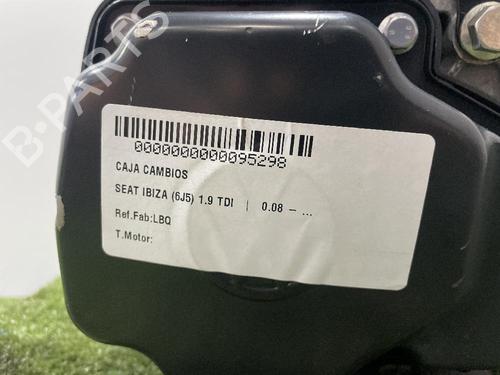 B-PARTS
0000000000095298
CAJA CAMBIOS
SEAT IBIZA (6J5) 1.9 TDI | 0.08 – ...
Ref.Fab:LBQ
T.Motor: